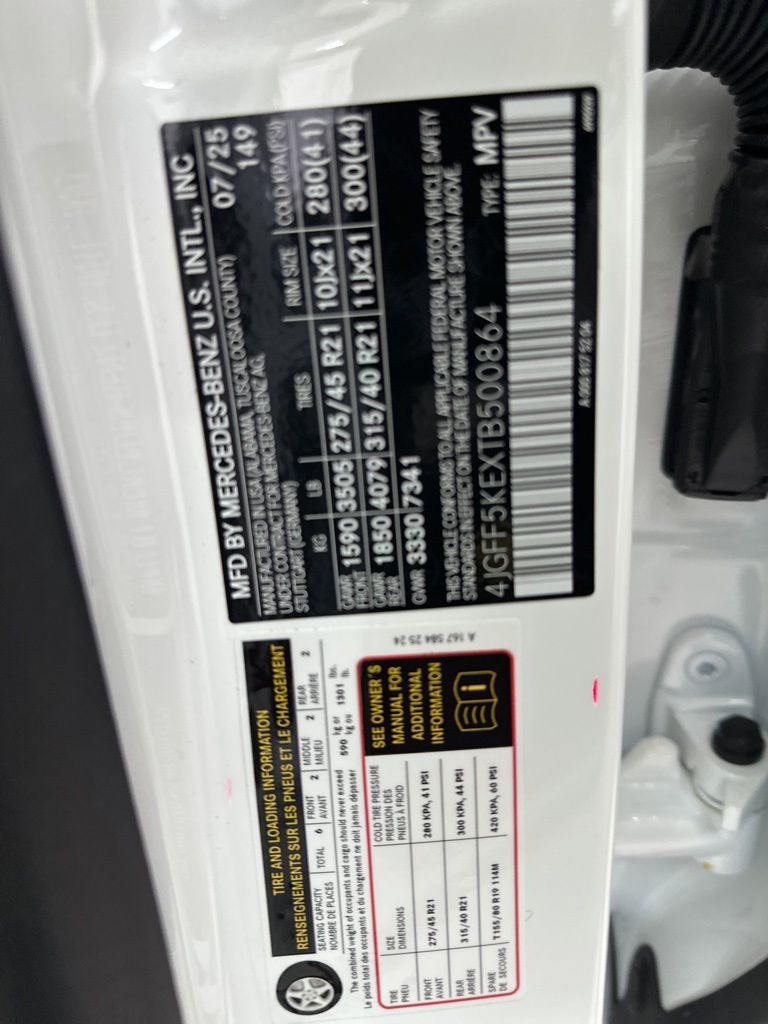 MFD BY MERCEDES-BENZ U.S. INTL., INC
MANUFACTURED IN USA (ALABAMA, TUSCALOOSA COUNTY) 07/25
UNDER CONTRACT FOR MERCEDES-BENZ AG, 149
STUTTGART (GERMANY)
KG LB TIRES RIM SIZE COLD KPA(PSI)
GAWR FRONT 1590 3505 275/45 R21 10Jx21 280(41)
GAWR REAR 1850 4079 315/40 R21 11Jx21 300(44)
GVWR 3330 7341
THIS VEHICLE CONFORMS TO ALL APPLICABLE FEDERAL MOTOR VEHICLE SAFETY
STANDARDS IN EFFECT ON THE DATE OF MANUFACTURE SHOWN ABOVE.
4JGFF5KEXTB500864 TYPE: MPV
A 167 584 25 24
TIRE AND LOADING INFORMATION
RENSEIGNEMENTS SUR LES PNEUS ET LE CHARGEMENT
SEATING CAPACITY TOTAL 6 FRONT 2 MIDDLE 2 REAR 2
NOMBRE DE PLACES AVANT MILIEU ARRIÈRE
The combined weight of occupants and cargo should never exceed 590 kg or 1301 lbs.
Le poids total des occupants et du chargement ne doit jamais dépasser 590 kg ou 1301 lb.
TIRE SIZE COLD TIRE PRESSURE
PNEU DIMENSIONS PRESSION DES
PNEUS À FROID
FRONT 275/45 R21 280 KPA, 41 PSI
AVANT
REAR 315/40 R21 300 KPA, 44 PSI
ARRIÈRE
SPARE T155/80 R19 114M 420 KPA, 60 PSI
DE SECOURS
SEE OWNER'S
MANUAL FOR
ADDITIONAL
INFORMATION